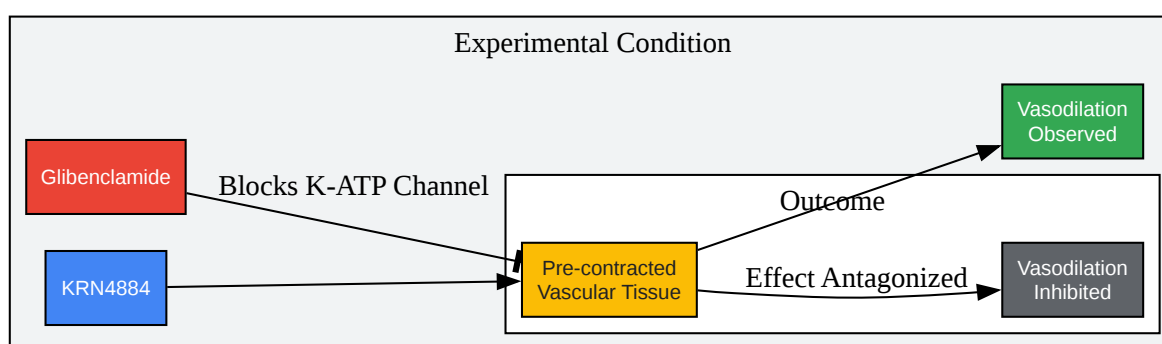 Experimental Condition
Vasodilation
Observed
Glibenclamide
Blocks K-ATP Channel
Outcome
KRN4884
Pre-contracted
Vascular Tissue
Effect Antagonized
Vasodilation
Inhibited